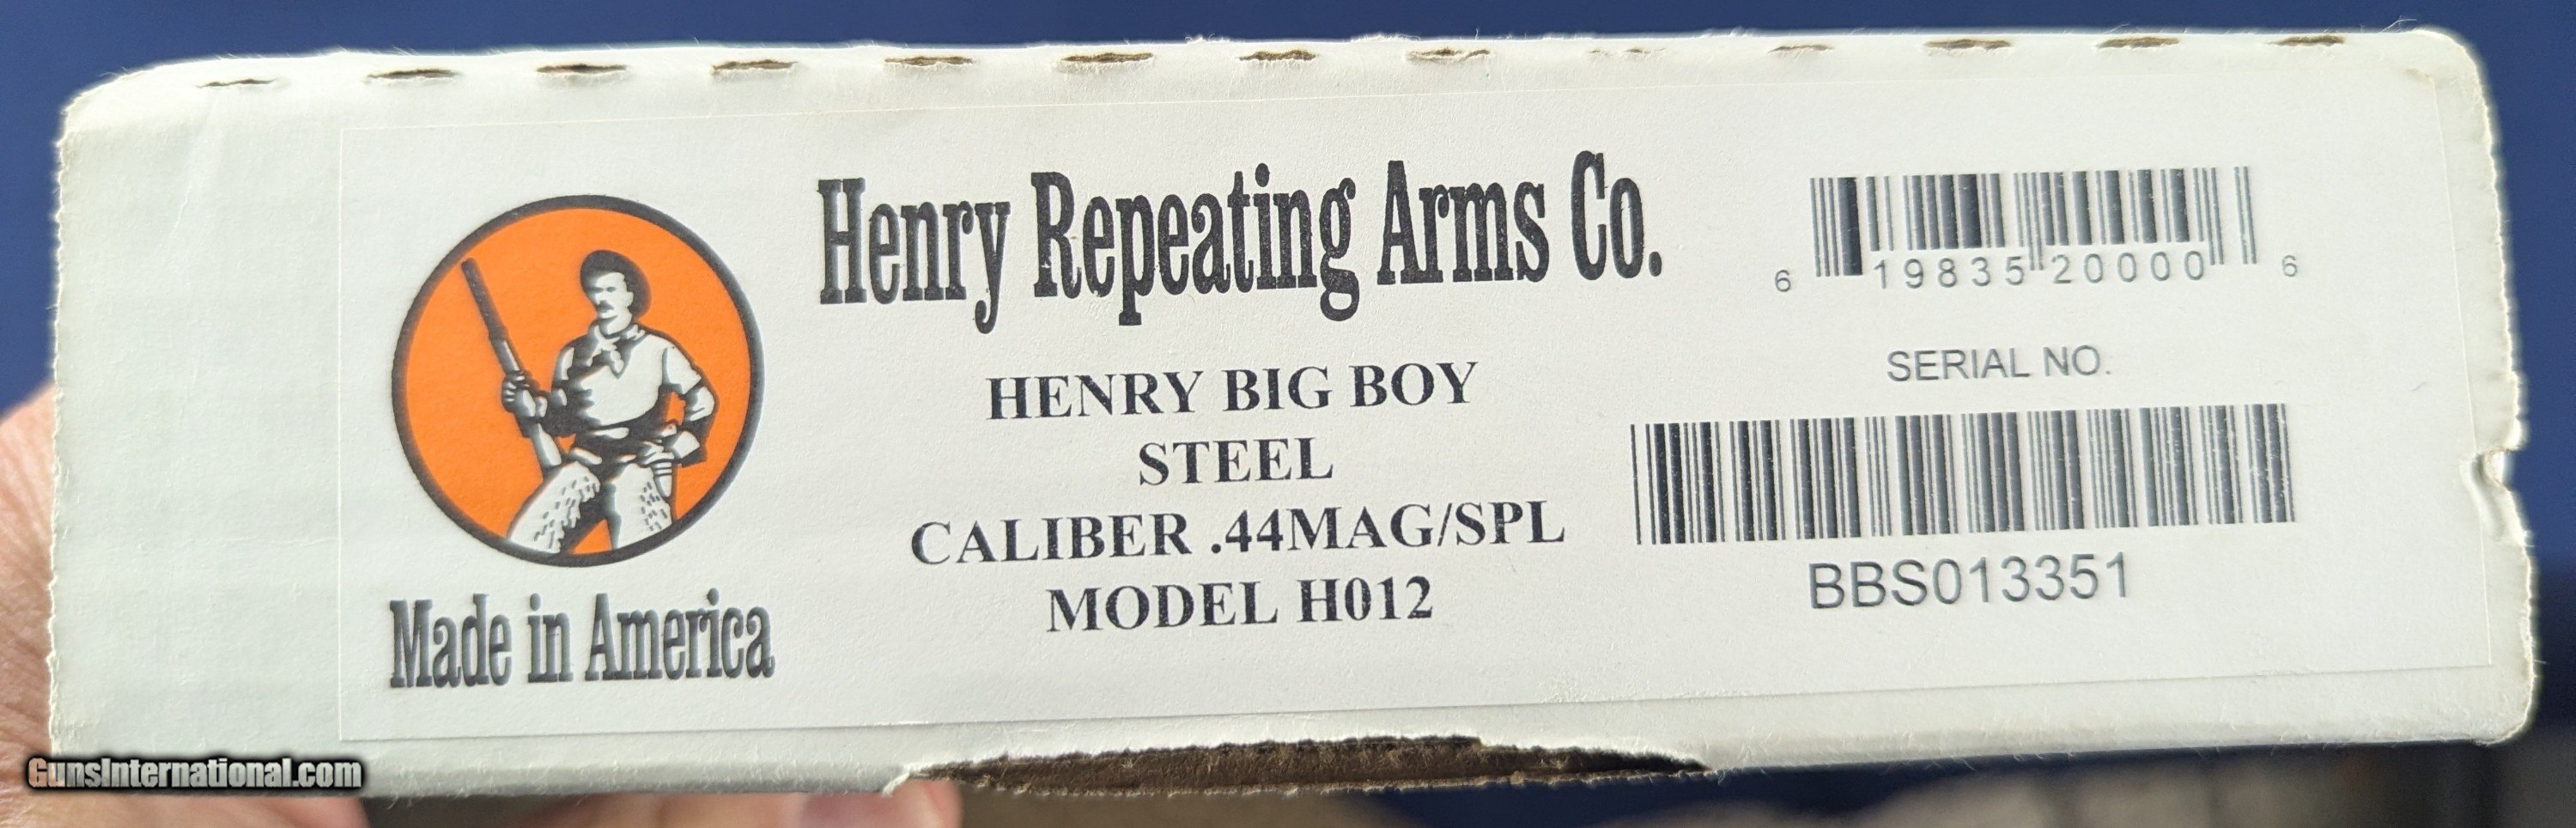 Henry Repeating Arms Co.
HENRY BIG BOY
STEEL
CALIBER .44MAG/SPL
MODEL H012
Made in America
6 19835 20000 6
SERIAL NO.
BBS013351
GunsInternational.com